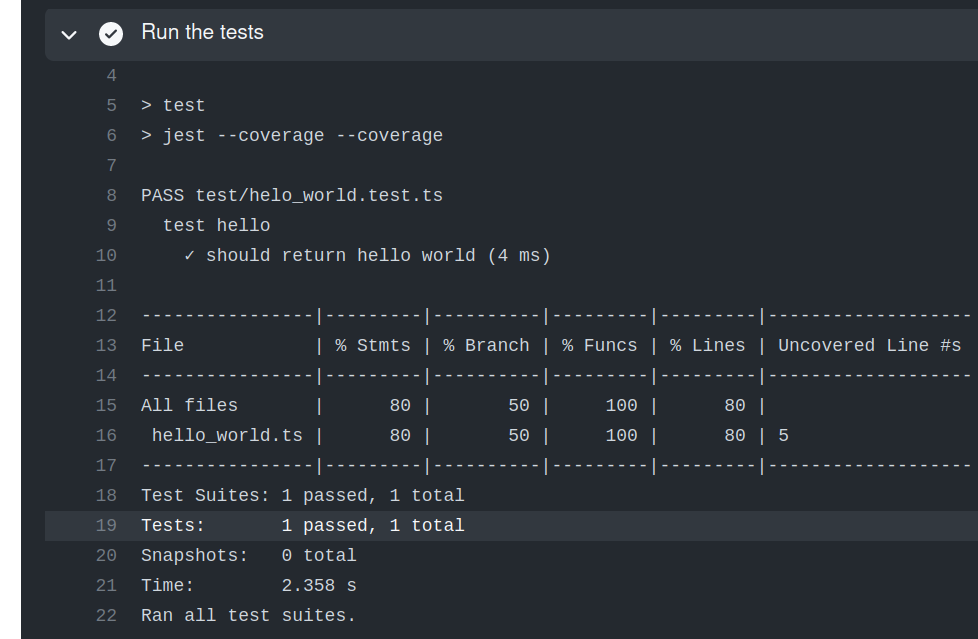 Run the tests
4
5 > test
6 > jest --coverage --coverage
7
8 PASS test/helo_world.test.ts
9   test hello
10     ✓ should return hello world (4 ms)
11
12 ----------------|---------|----------|---------|---------|-------------------
13 File            | % Stmts | % Branch | % Funcs | % Lines | Uncovered Line #s
14 ----------------|---------|----------|---------|---------|-------------------
15 All files       |      80 |       50 |     100 |      80 |
16  hello_world.ts |      80 |       50 |     100 |      80 | 5
17 ----------------|---------|----------|---------|---------|-------------------
18 Test Suites: 1 passed, 1 total
19 Tests:       1 passed, 1 total
20 Snapshots:   0 total
21 Time:        2.358 s
22 Ran all test suites.